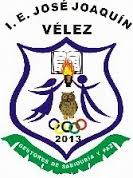 I. E. JOSÉ JOAQUÍN
VÉLEZ
2013
GESTORES DE SABIDURÍA Y PAZ